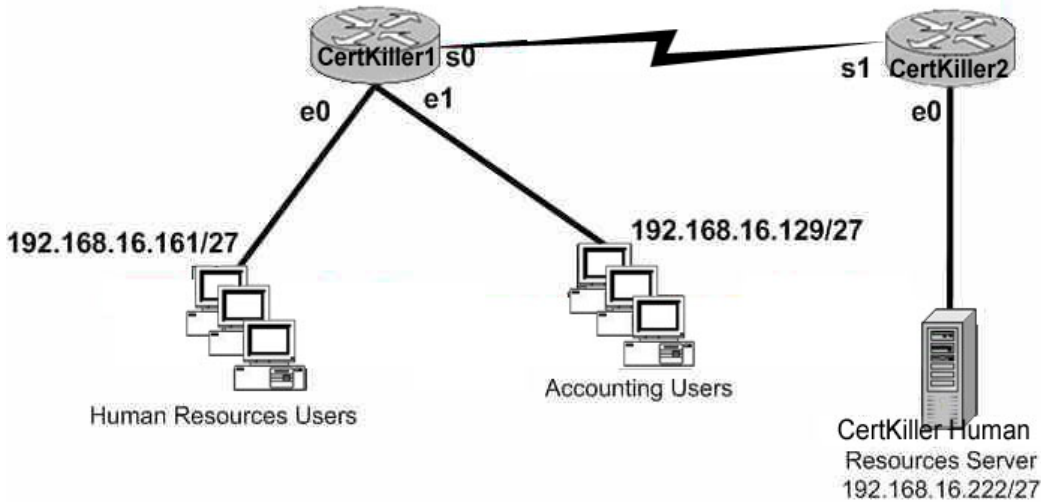 CertKiller1 s0
s1 CertKiller2
e0
e1
e0
192.168.16.161/27
192.168.16.129/27
Human Resources Users
Accounting Users
CertKiller Human
Resources Server
192.168.16.222/27